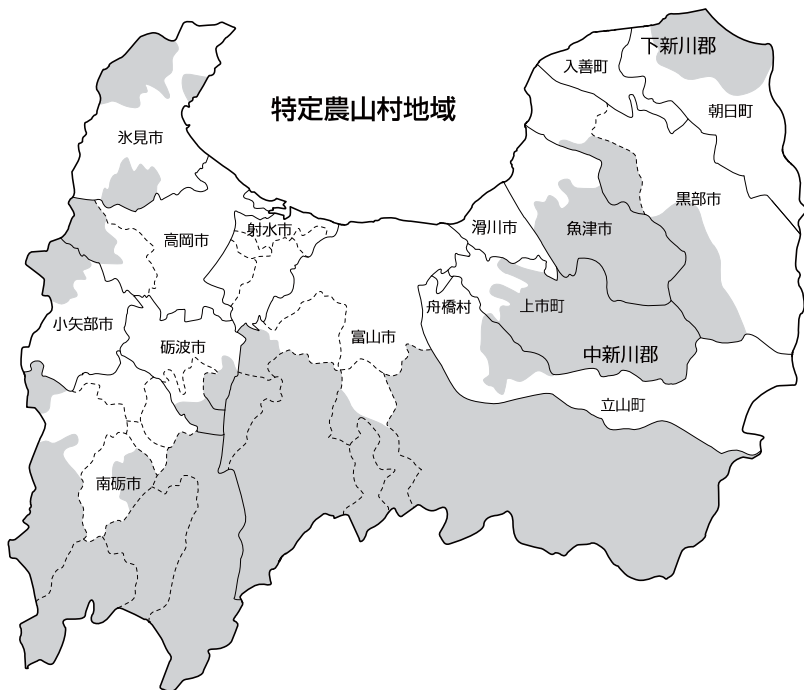 特定農山村地域
下新川郡
入善町
朝日町
氷見市
黒部市
高岡市
射水市
滑川市
魚津市
舟橋村
上市町
小矢部市
砺波市
富山市
中新川郡
立山町
南砺市